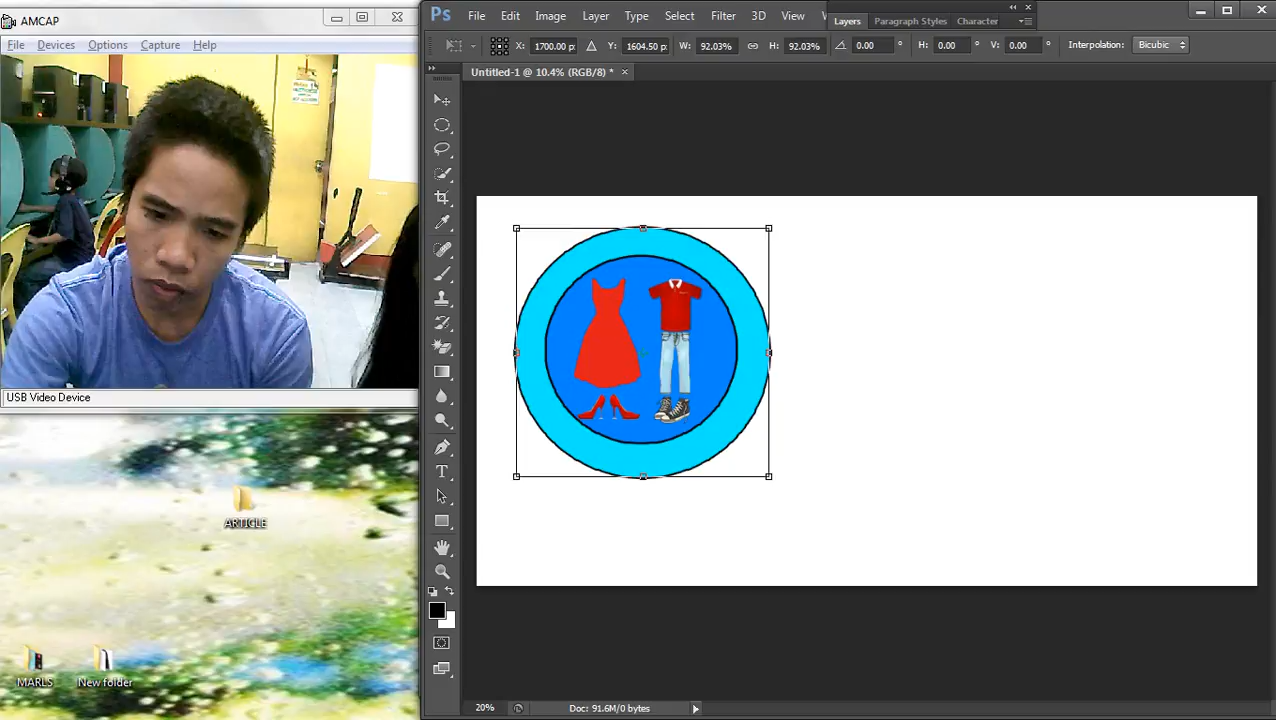 AMCAP
File Devices Options Capture Help
USB Video Device
ARTICLE
MARLS
New folder
Ps File Edit Image Layer Type Select Filter 3D View
Layers Paragraph Styles Character
X: 1700.00 p: Y: 1604.50 p: W: 92.03% H: 92.03% 0.00 ° H: 0.00 ° V: 0.00 ° Interpolation: Bicubic
Untitled-1 @ 10.4% (RGB/8) * ×
T
20% Doc: 91.6M/0 bytes